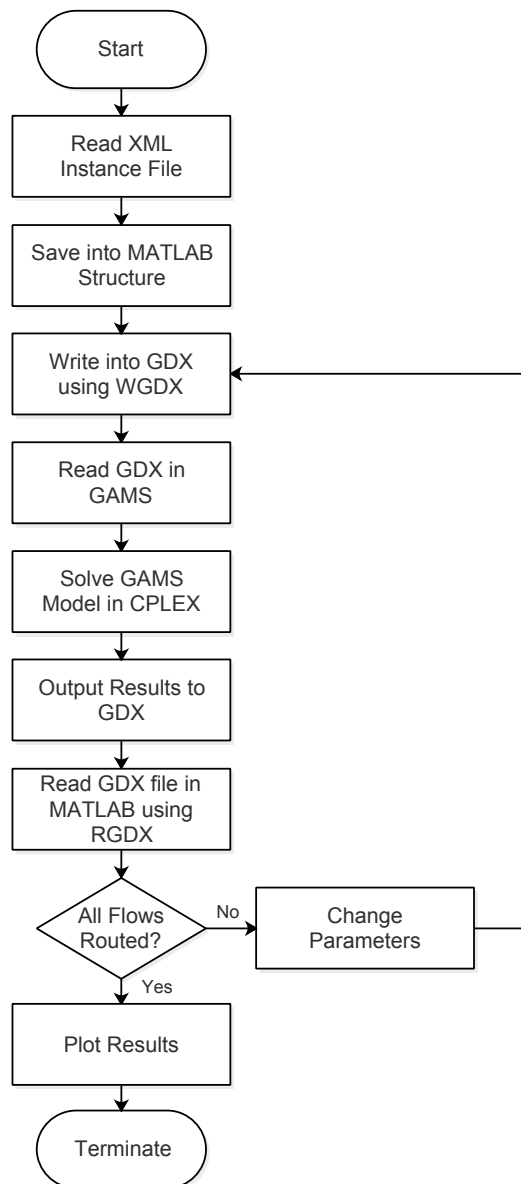 Start
Read XML
Instance File
Save into MATLAB
Structure
Write into GDX
using WGDX
Read GDX in
GAMS
Solve GAMS
Model in CPLEX
Output Results to
GDX
Read GDX file in
MATLAB using
RGDX
All Flows
Routed?
No
Change
Parameters
Yes
Plot Results
Terminate